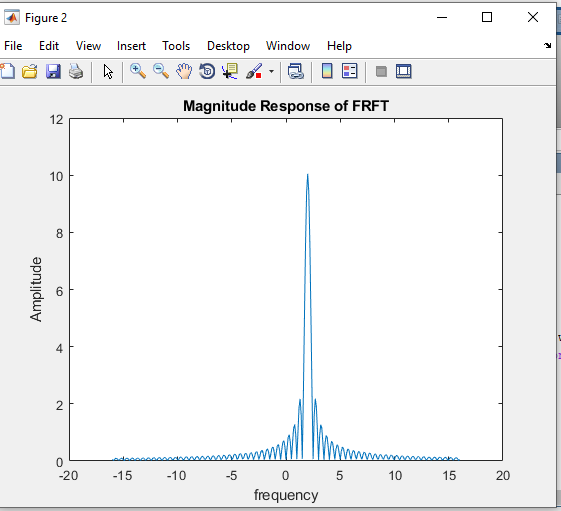 Figure 2
File Edit View Insert Tools Desktop Window Help
Magnitude Response of FRFT
12
10
8
6
4
2
0
Amplitude
-20 -15 -10 -5 0 5 10 15 20
frequency